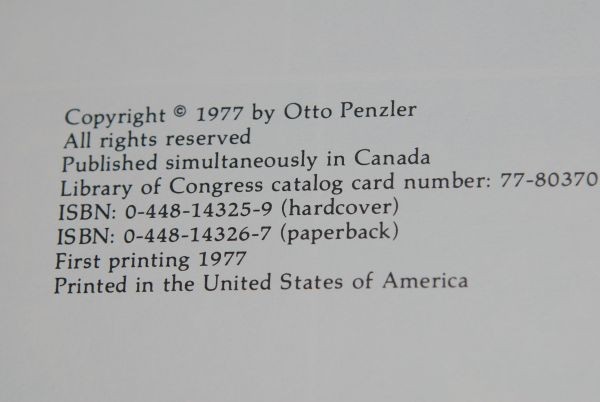 Copyright © 1977 by Otto Penzler
All rights reserved
Published simultaneously in Canada
Library of Congress catalog card number: 77-80370
ISBN: 0-448-14325-9 (hardcover)
ISBN: 0-448-14326-7 (paperback)
First printing 1977
Printed in the United States of America